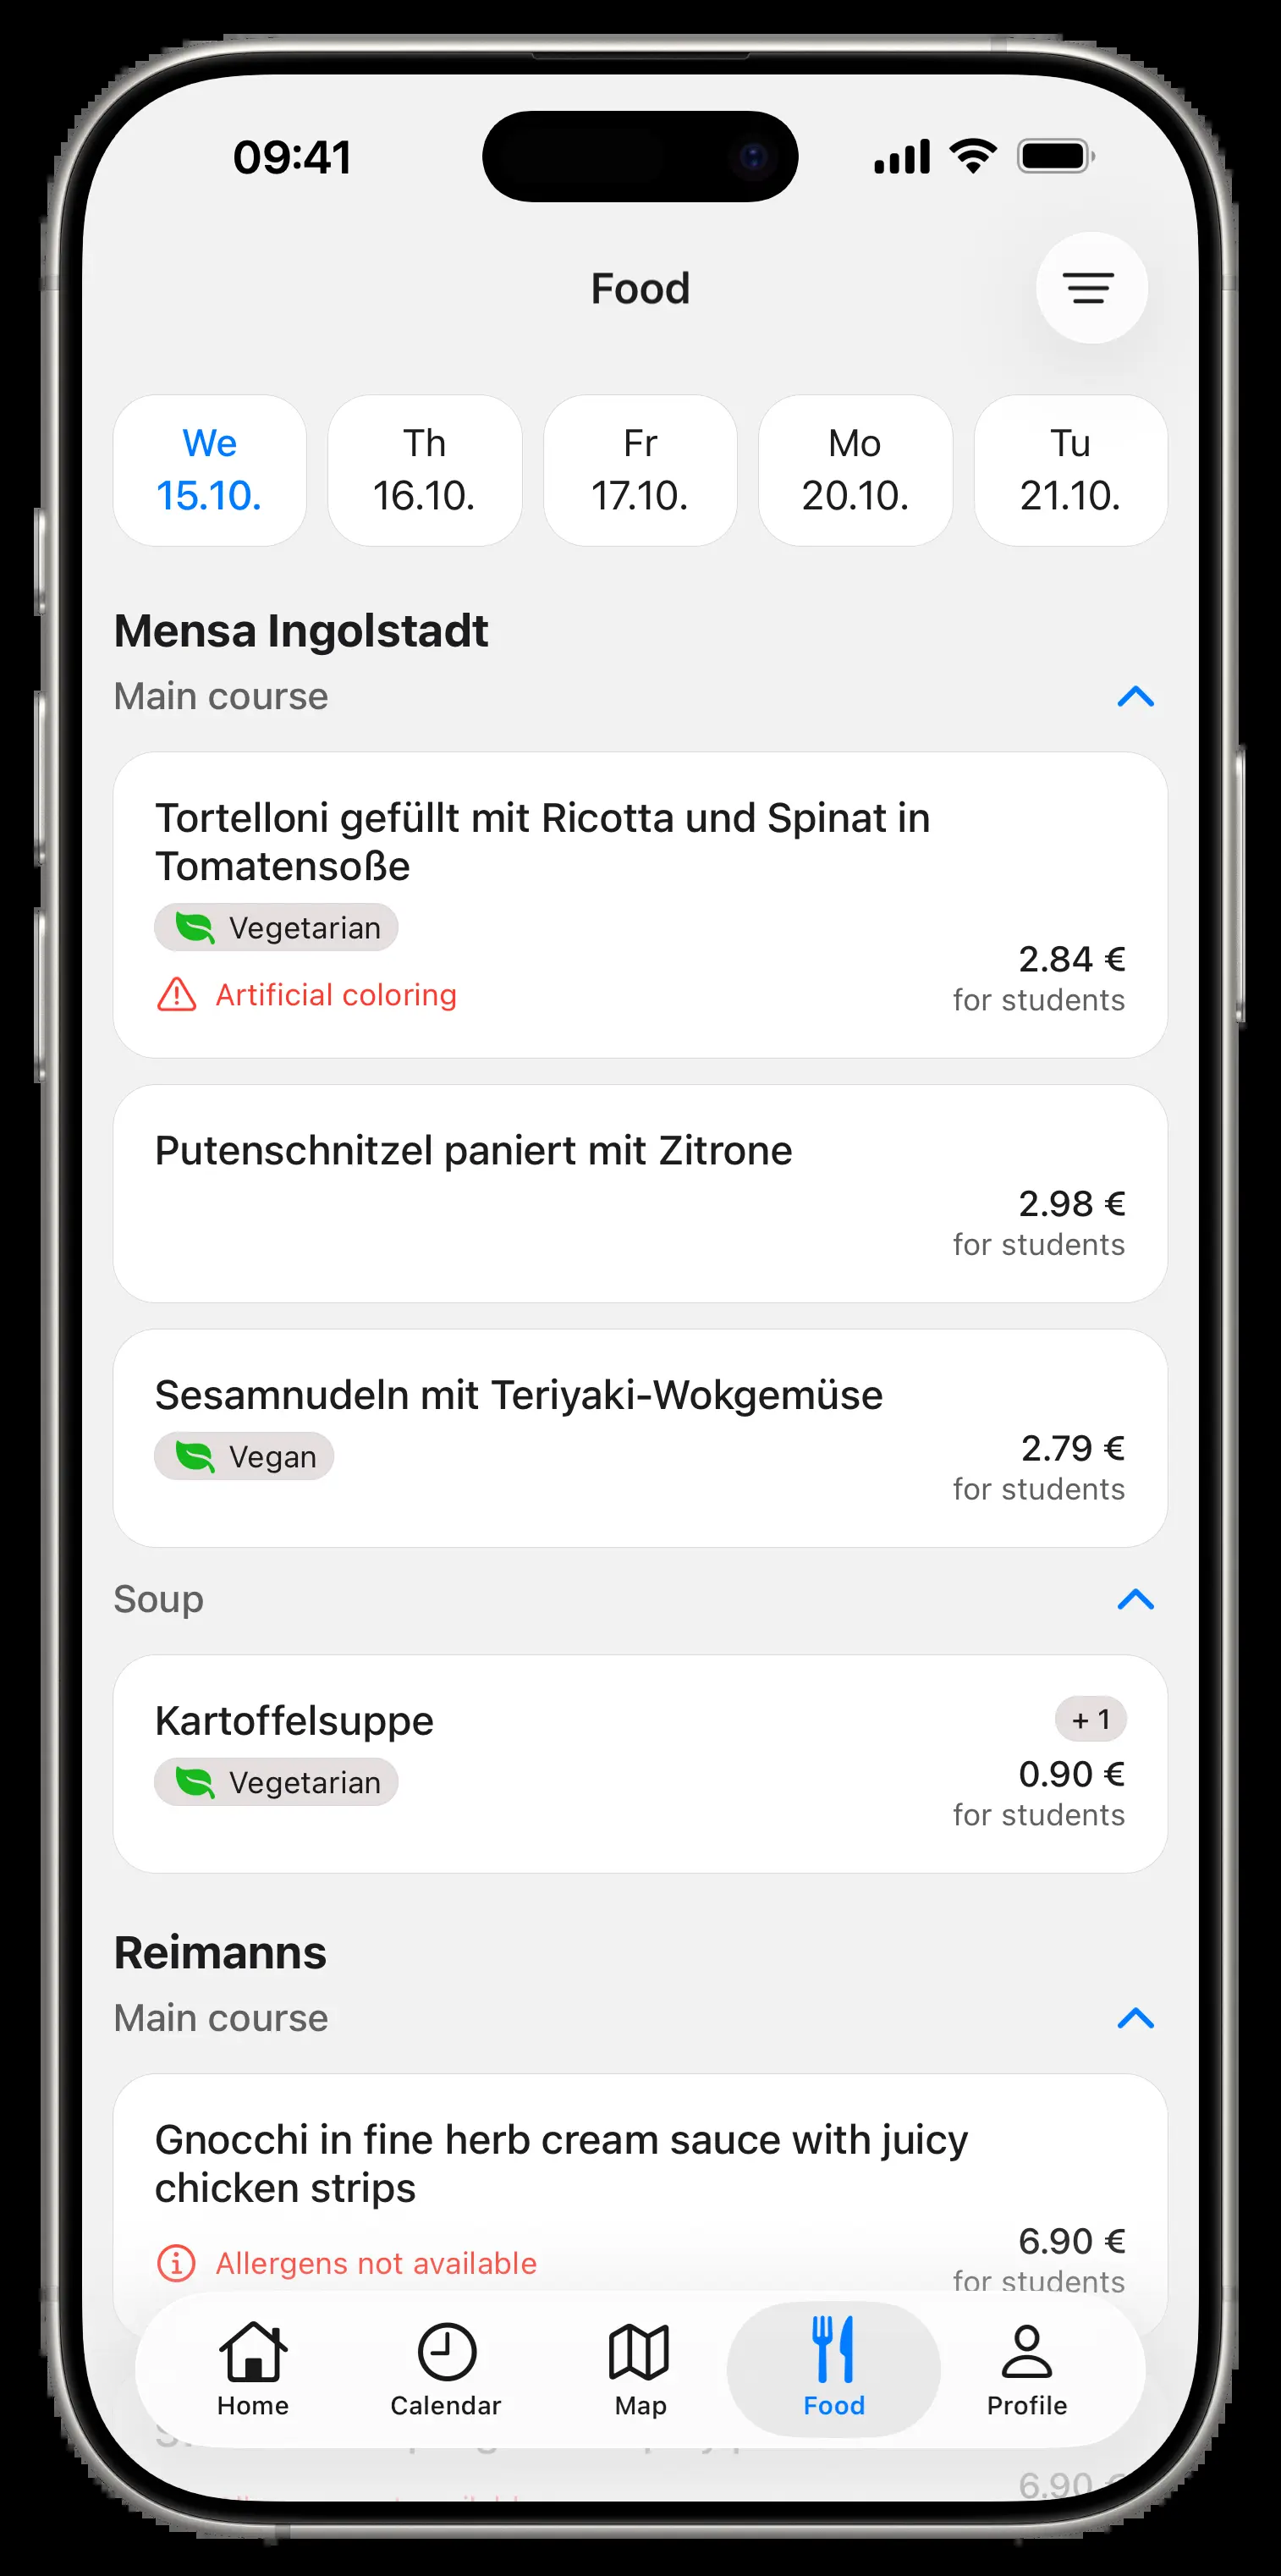 09:41
Food
We
15.10.
Th
16.10.
Fr
17.10.
Mo
20.10.
Tu
21.10.
Mensa Ingolstadt
Main course
Tortelloni gefüllt mit Ricotta und Spinat in
Tomatensoße
Vegetarian
2.84 €
Artificial coloring
for students
Putenschnitzel paniert mit Zitrone
2.98 €
for students
Sesamnudeln mit Teriyaki-Wokgemüse
Vegan
2.79 €
for students
Soup
Kartoffelsuppe
+ 1
Vegetarian
0.90 €
for students
Reimanns
Main course
Gnocchi in fine herb cream sauce with juicy
chicken strips
6.90 €
Allergens not available
for students
Home
Calendar
Map
Food
Profile
6.90 €